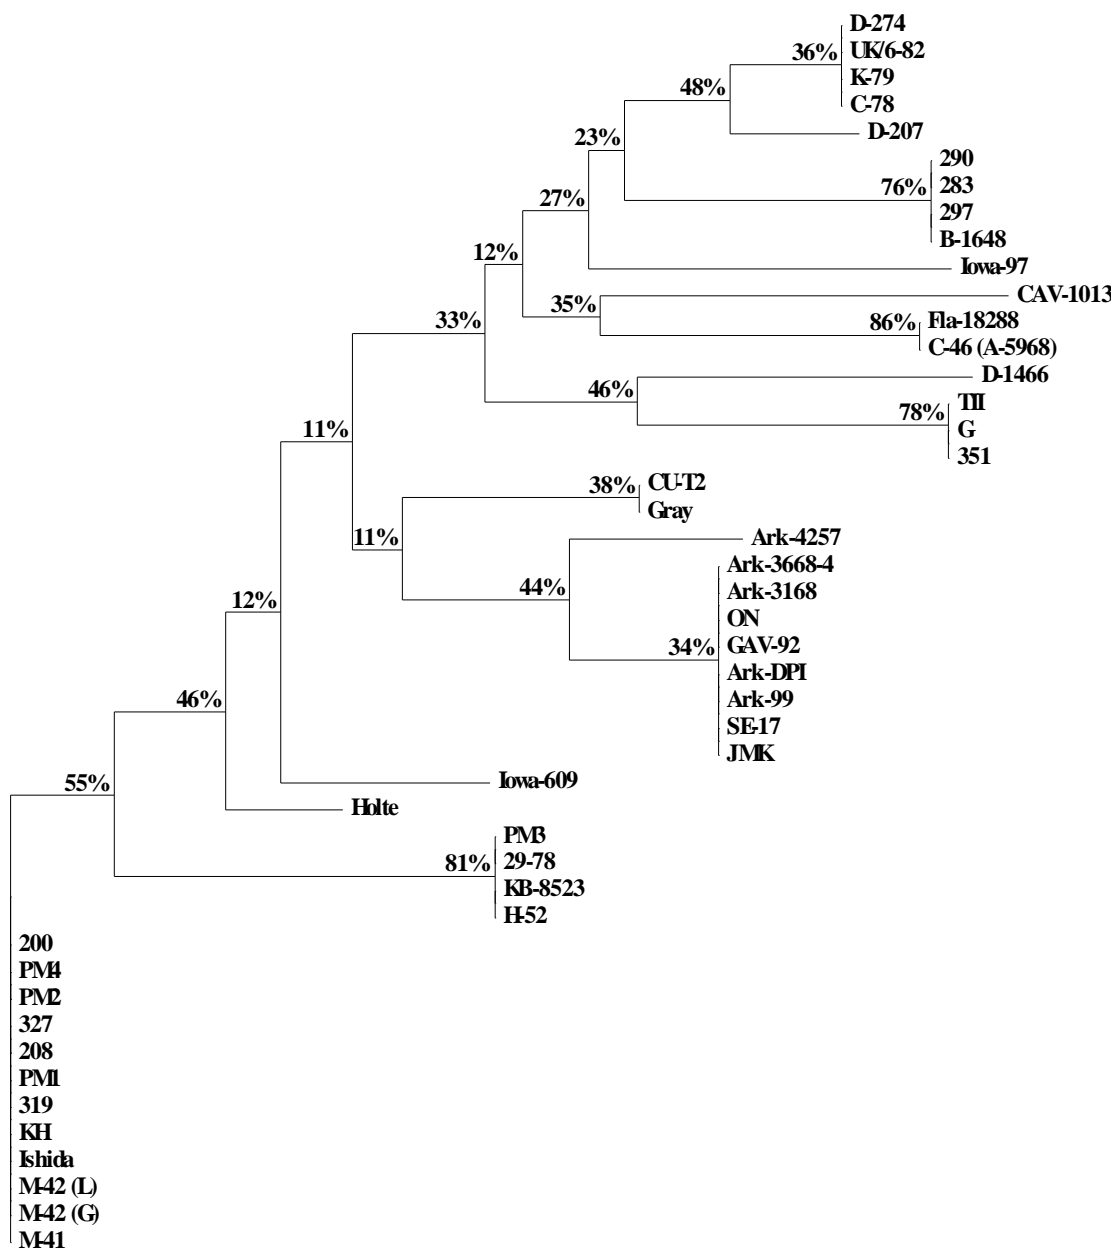 D-274
36%
UK/6-82
K-79
48%
C-78
D-207
23%
290
76%
283
27%
297
B-1648
12%
Iowa-97
CAV-1013
35%
33%
86%
Fla-18288
C-46 (A-5968)
D-1466
46%
TII
78%
G
11%
351
CU-T2
38%
Gray
11%
Ark-4257
Ark-3668-4
44%
Ark-3168
12%
ON
34%
GAV-92
Ark-DPI
46%
Ark-99
SE-17
JMK
55%
Iowa-609
Holte
PM3
81%
29-78
KB-8523
H-52
200
PM4
PM2
327
208
PM1
319
KH
Ishida
M-42 (L)
M-42 (G)
M-41